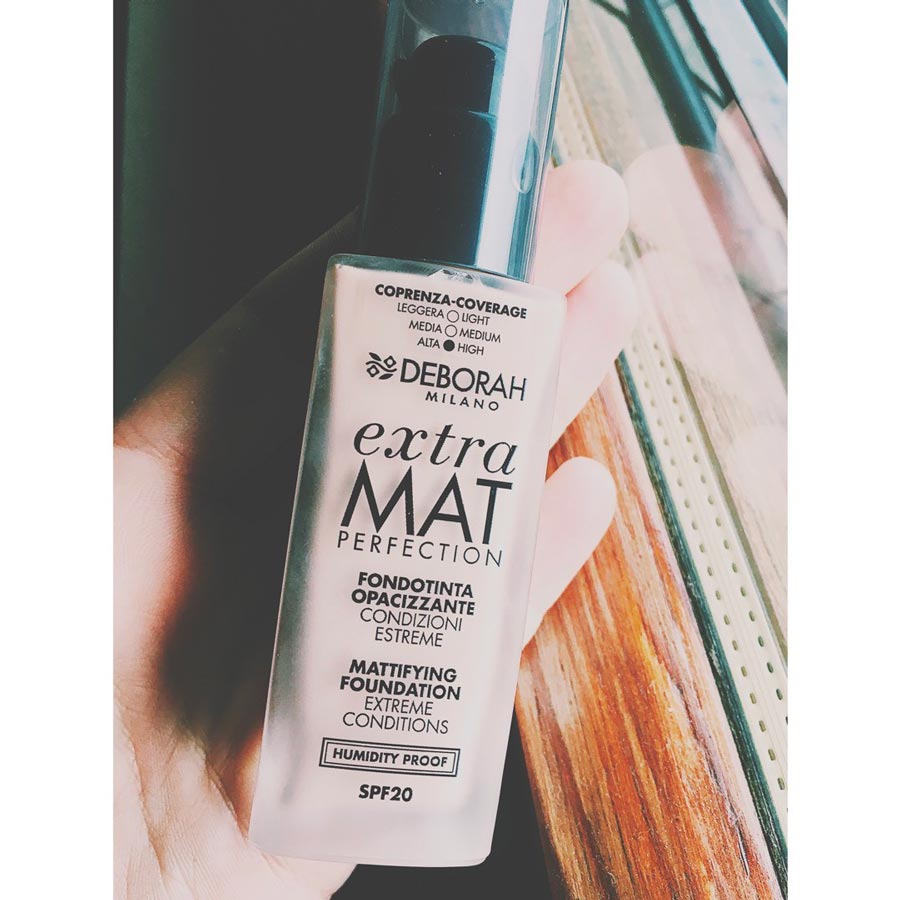 COPRENZA-COVERAGE
LEGGERA LIGHT
MEDIA MEDIUM
ALTA HIGH
DEBORAH
MILANO
extra
MAT
PERFECTION
FONDOTINTA
OPACIZZANTE
CONDIZIONI
ESTREME
MATTIFYING
FOUNDATION
EXTREME
CONDITIONS
HUMIDITY PROOF
SPF20